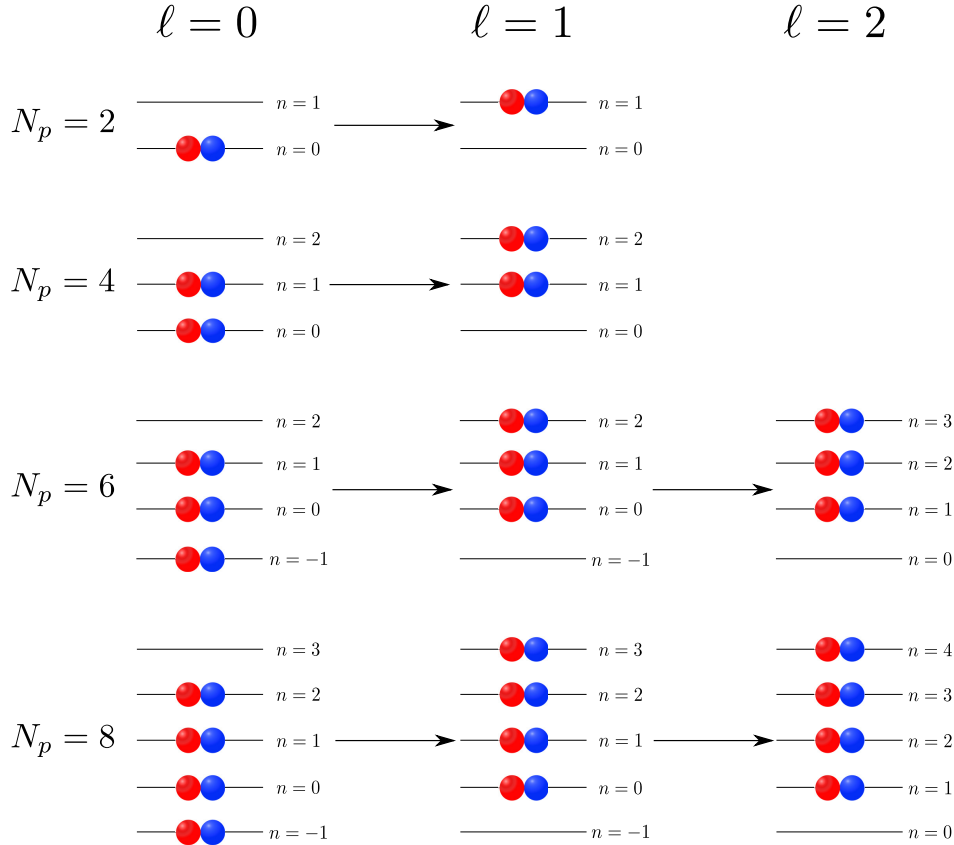 ℓ = 0 ℓ = 1 ℓ = 2
N_p = 2
n = 1 n = 1
n = 0 n = 0
N_p = 4
n = 2 n = 2
n = 1 n = 1
n = 0 n = 0
N_p = 6
n = 2 n = 2 n = 3
n = 1 n = 1 n = 2
n = 0 n = 0 n = 1
n = −1 n = −1 n = 0
N_p = 8
n = 3 n = 3 n = 4
n = 2 n = 2 n = 3
n = 1 n = 1 n = 2
n = 0 n = 0 n = 1
n = −1 n = −1 n = 0